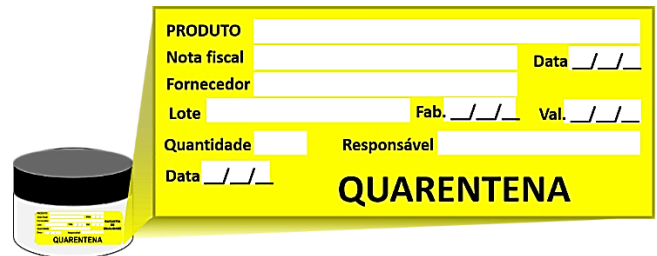 PRODUTO
Nota fiscal Data __/__/__
Fornecedor
Lote Fab. __/__/__ Val. __/__/__
Quantidade Responsável
Data __/__/__
QUARENTENA
QUARENTENA